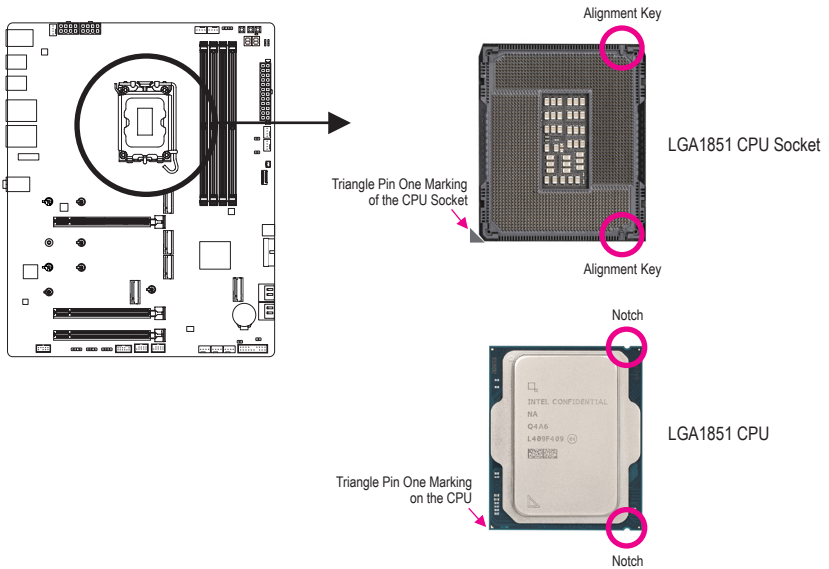 Alignment Key
LGA1851 CPU Socket
Triangle Pin One Marking
of the CPU Socket
Alignment Key
Notch
INTEL CONFIDENTIAL
NA
Q4A6
L409F409
LGA1851 CPU
Triangle Pin One Marking
on the CPU
Notch